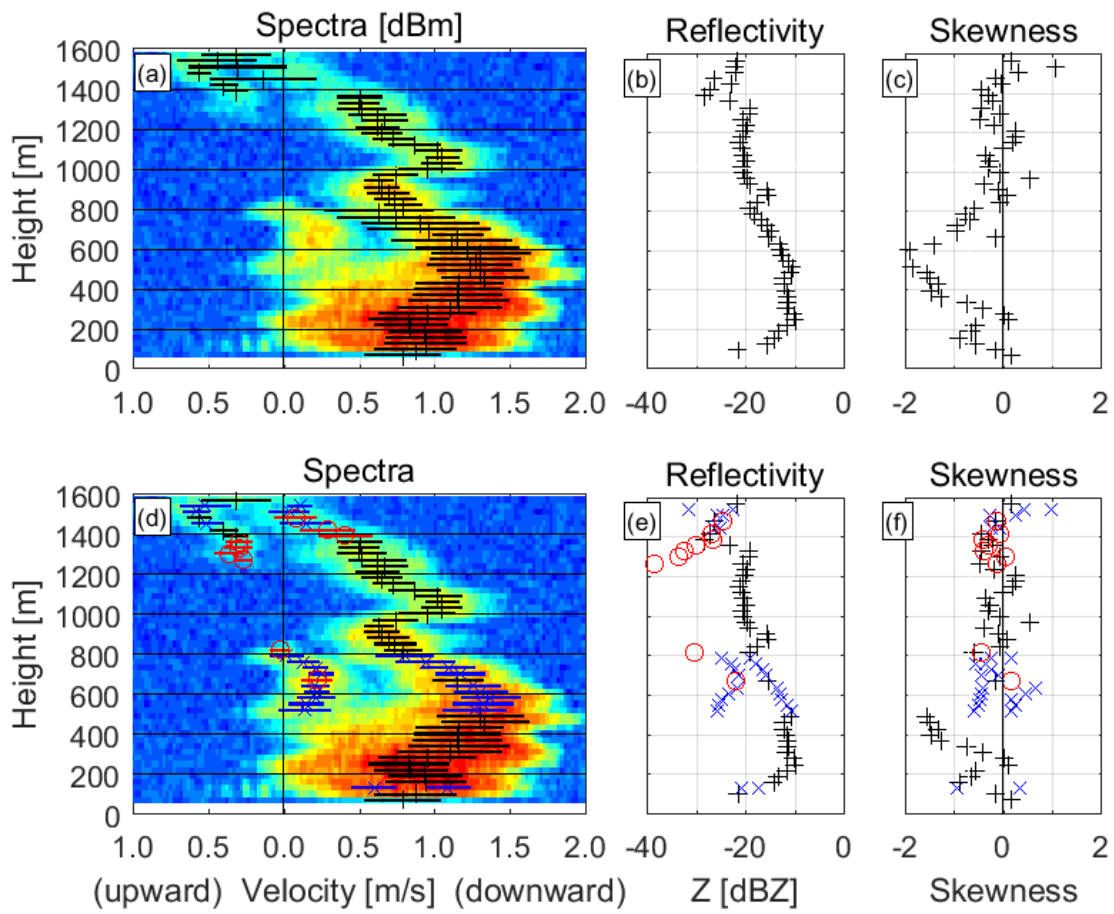 Spectra [dBm] Reflectivity Skewness
(a) (b) (c)
1600
1400
1200
1000
800
600
400
200
0
Height [m]
1.0 0.5 0.0 0.5 1.0 1.5 2.0 -40 -20 0 -2 0 2
Spectra Reflectivity Skewness
(d) (e) (f)
1600
1400
1200
1000
800
600
400
200
0
Height [m]
1.0 0.5 0.0 0.5 1.0 1.5 2.0 -40 -20 0 -2 0 2
(upward) Velocity [m/s] (downward) Z [dBZ] Skewness